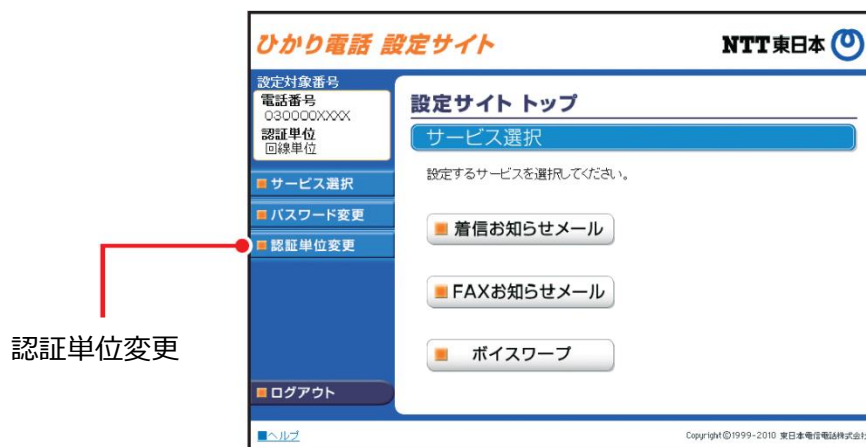 ひかり電話 設定サイト
NTT東日本
設定対象番号
電話番号
030000XXXX
認証単位
回線単位
サービス選択
パスワード変更
認証単位変更
ログアウト
設定サイト トップ
サービス選択
設定するサービスを選択してください。
着信お知らせメール
FAXお知らせメール
ボイスワープ
認証単位変更
ヘルプ
Copyright©1999-2010 東日本電信電話株式会社